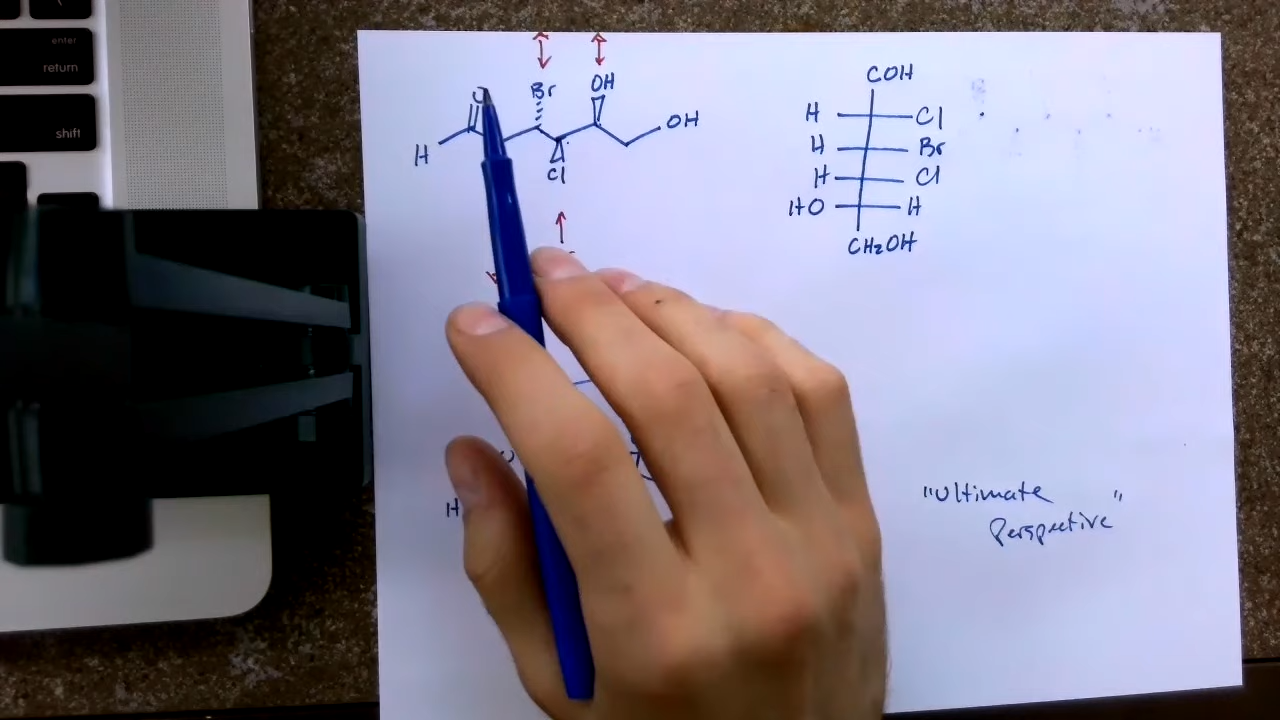 enter
return
shift
O
Br
OH
OH
H
Cl
H
COH
H Cl
H Br
H Cl
HO H
CH₂OH
"Ultimate
Perspective"